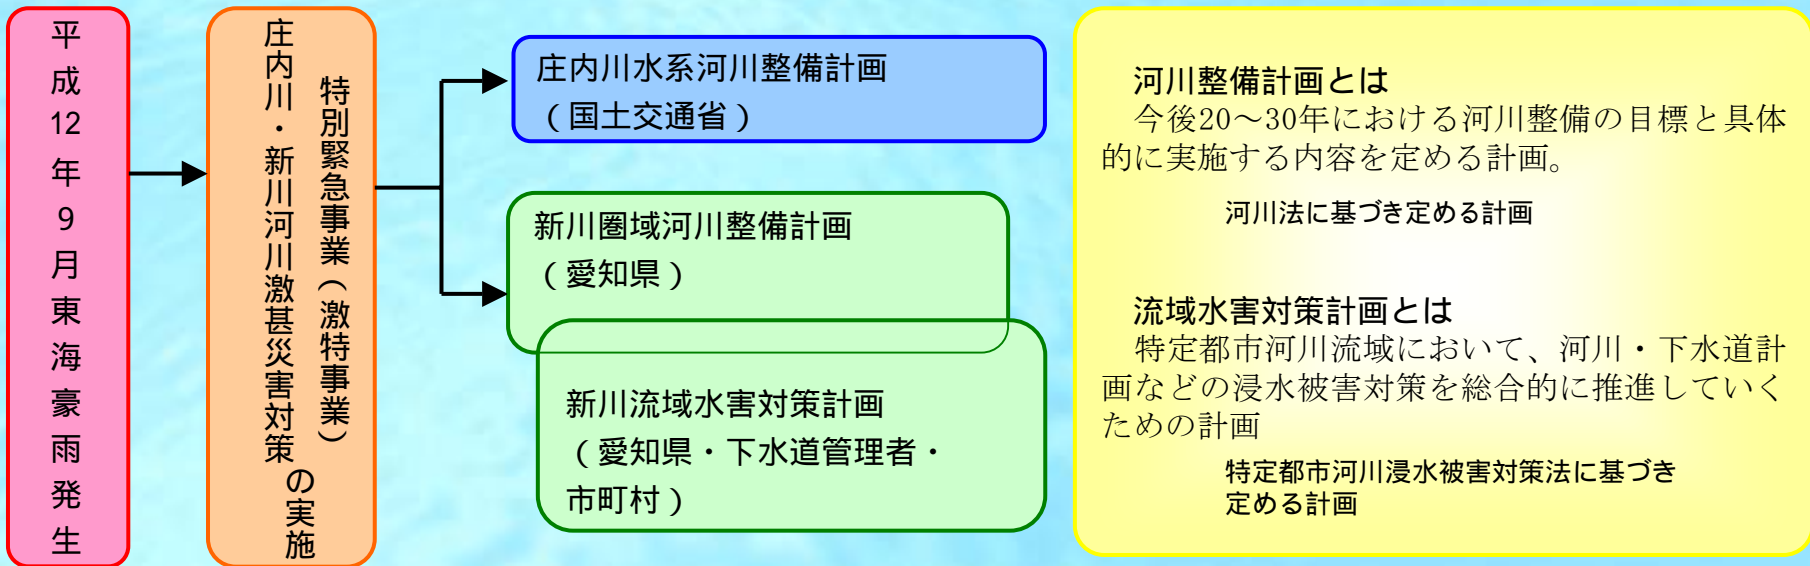 平成12年9月東海豪雨発生
庄内川・新川河川激甚災害対策
特別緊急事業(激特事業)
の実施
庄内川水系河川整備計画
(国土交通省)
新川圏域河川整備計画
(愛知県)
新川流域水害対策計画
(愛知県・下水道管理者・
市町村)
河川整備計画とは
今後20～30年における河川整備の目標と具体
的に実施する内容を定める計画。
河川法に基づき定める計画
流域水害対策計画とは
特定都市河川流域において、河川・下水道計
画などの浸水被害対策を総合的に推進していく
ための計画
特定都市河川浸水被害対策法に基づき
定める計画